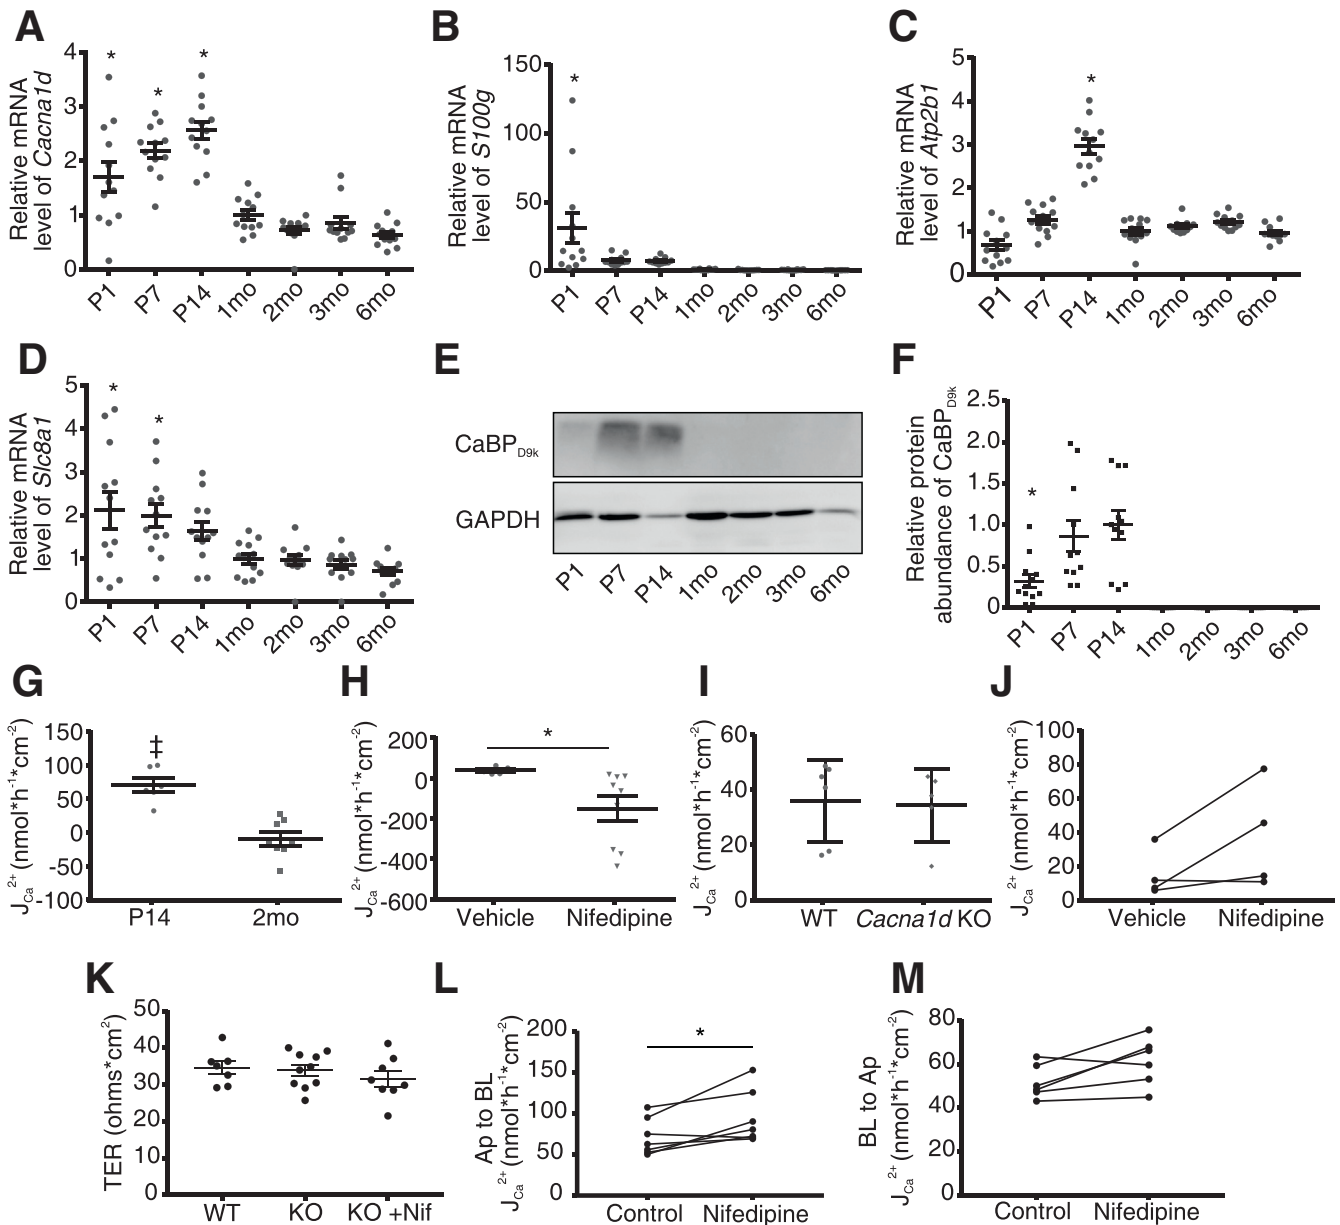 A
Relative mRNA
level of Cacna1d
4
3
2
1
0
*
*
*
P1
P7
P14
1mo
2mo
3mo
6mo
B
Relative mRNA
level of S100g
150
100
50
0
*
P1
P7
P14
1mo
2mo
3mo
6mo
C
Relative mRNA
level of Atp2b1
5
4
3
2
1
0
*
P1
P7
P14
1mo
2mo
3mo
6mo
D
Relative mRNA
level of Slc8a1
5
4
3
2
1
0
*
*
P1
P7
P14
1mo
2mo
3mo
6mo
E
CaBPD9k
GAPDH
P1
P7
P14
1mo
2mo
3mo
6mo
F
Relative protein
abundance of CaBPD9k
2.5
2.0
1.5
1.0
0.5
0
*
P1
P7
P14
1mo
2mo
3mo
6mo
G
JCa2+ (nmol*h-1*cm-2)
150
100
50
0
-50
-100
‡
P14
2mo
H
JCa2+ (nmol*h-1*cm-2)
200
0
-200
-400
-600
*
Vehicle
Nifedipine
I
JCa2+ (nmol*h-1*cm-2)
60
40
20
0
WT
Cacna1d KO
J
JCa2+ (nmol*h-1*cm-2)
100
80
60
40
20
0
Vehicle
Nifedipine
K
TER (ohms*cm2)
50
40
30
20
10
0
WT
KO
KO +Nif
L
Ap to BL
JCa2+ (nmol*h-1*cm-2)
200
150
100
50
0
*
Control
Nifedipine
M
BL to Ap
JCa2+ (nmol*h-1*cm-2)
80
60
40
20
0
Control
Nifedipine